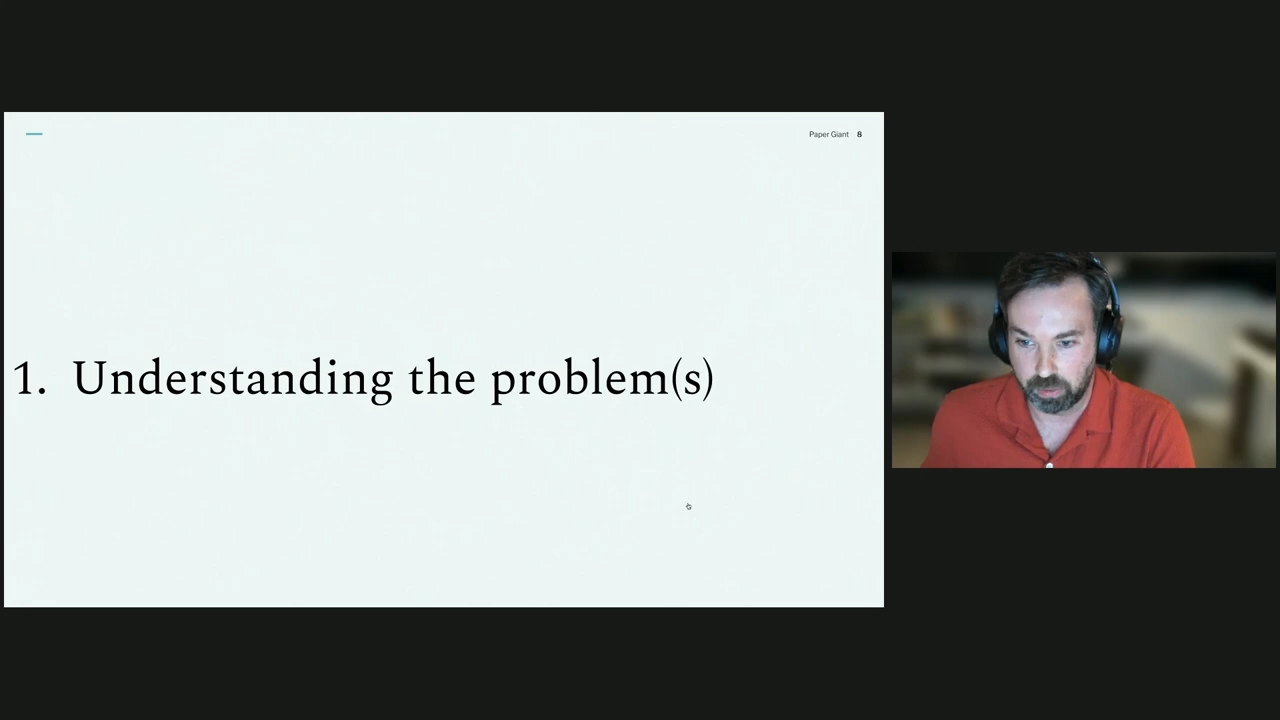 Paper Giant 8
1. Understanding the problem(s)